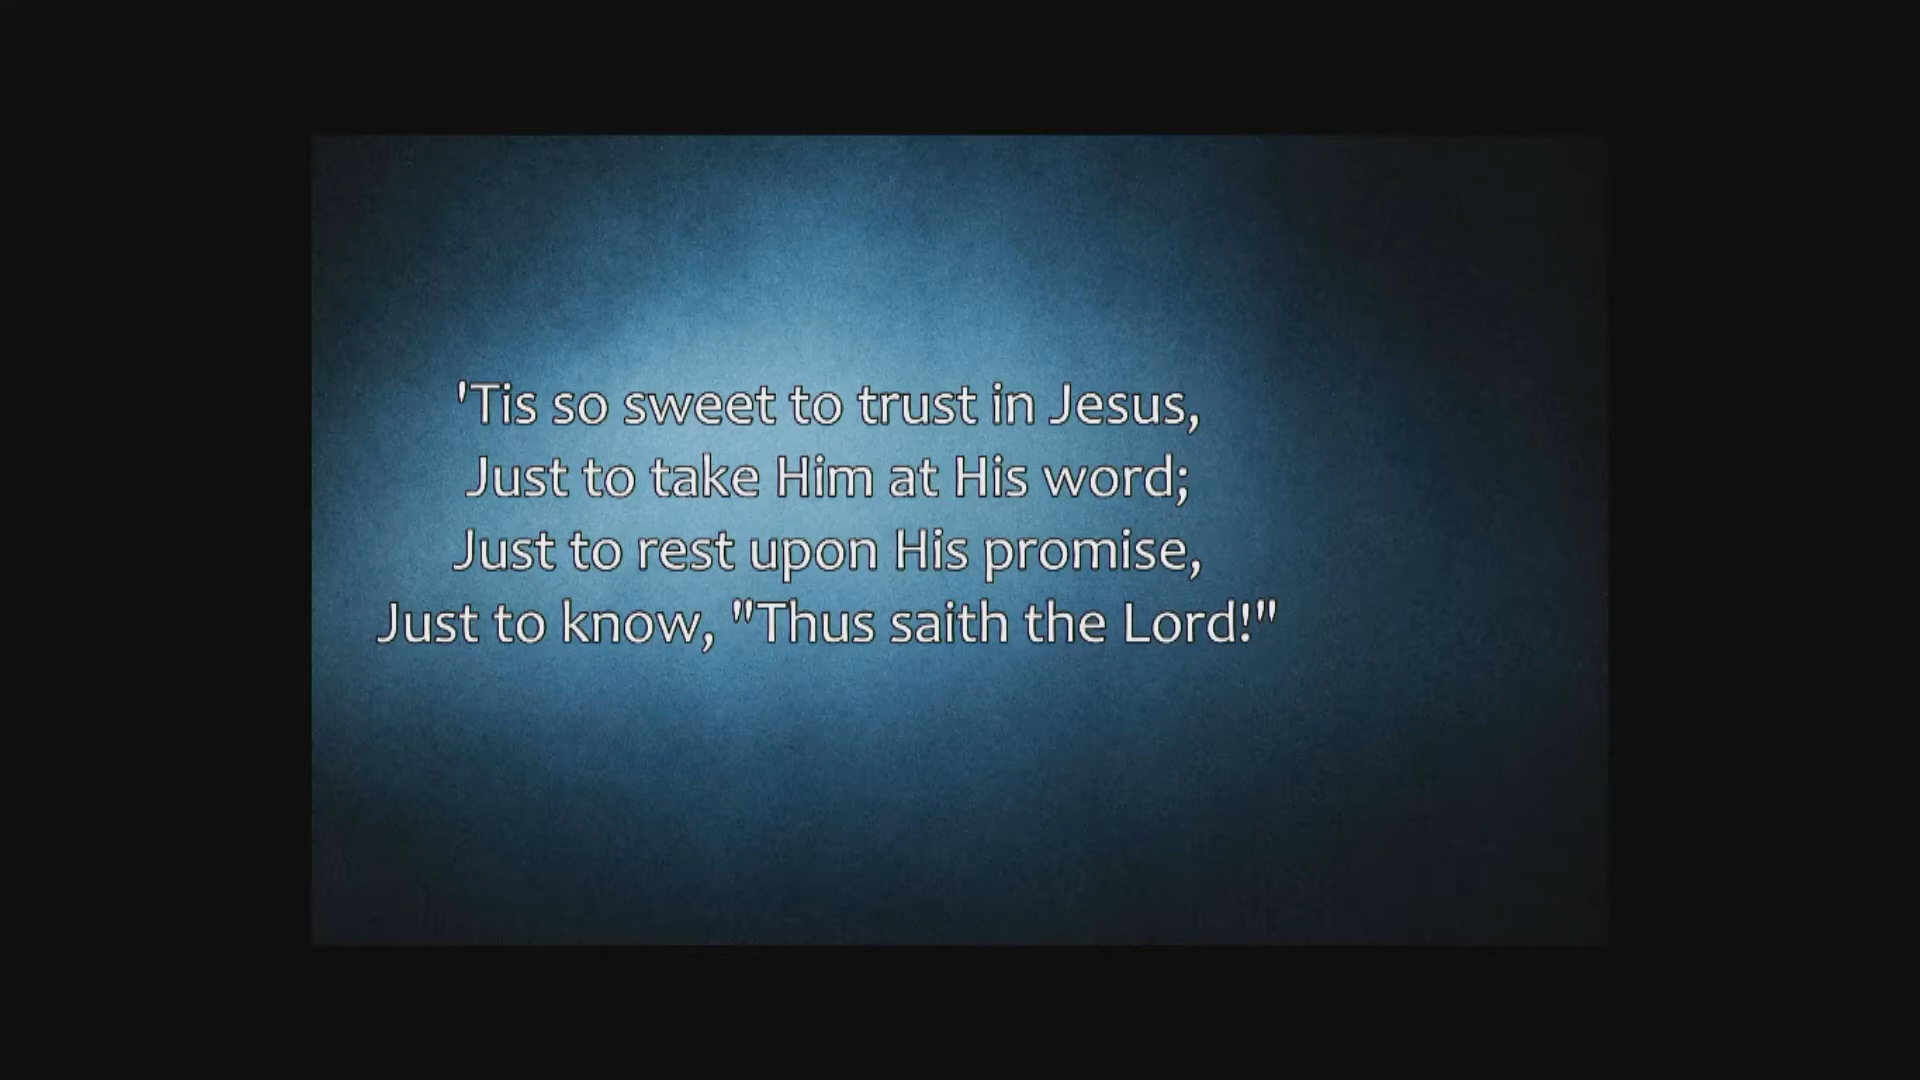 'Tis so sweet to trust in Jesus,
Just to take Him at His word;
Just to rest upon His promise,
Just to know, "Thus saith the Lord!"